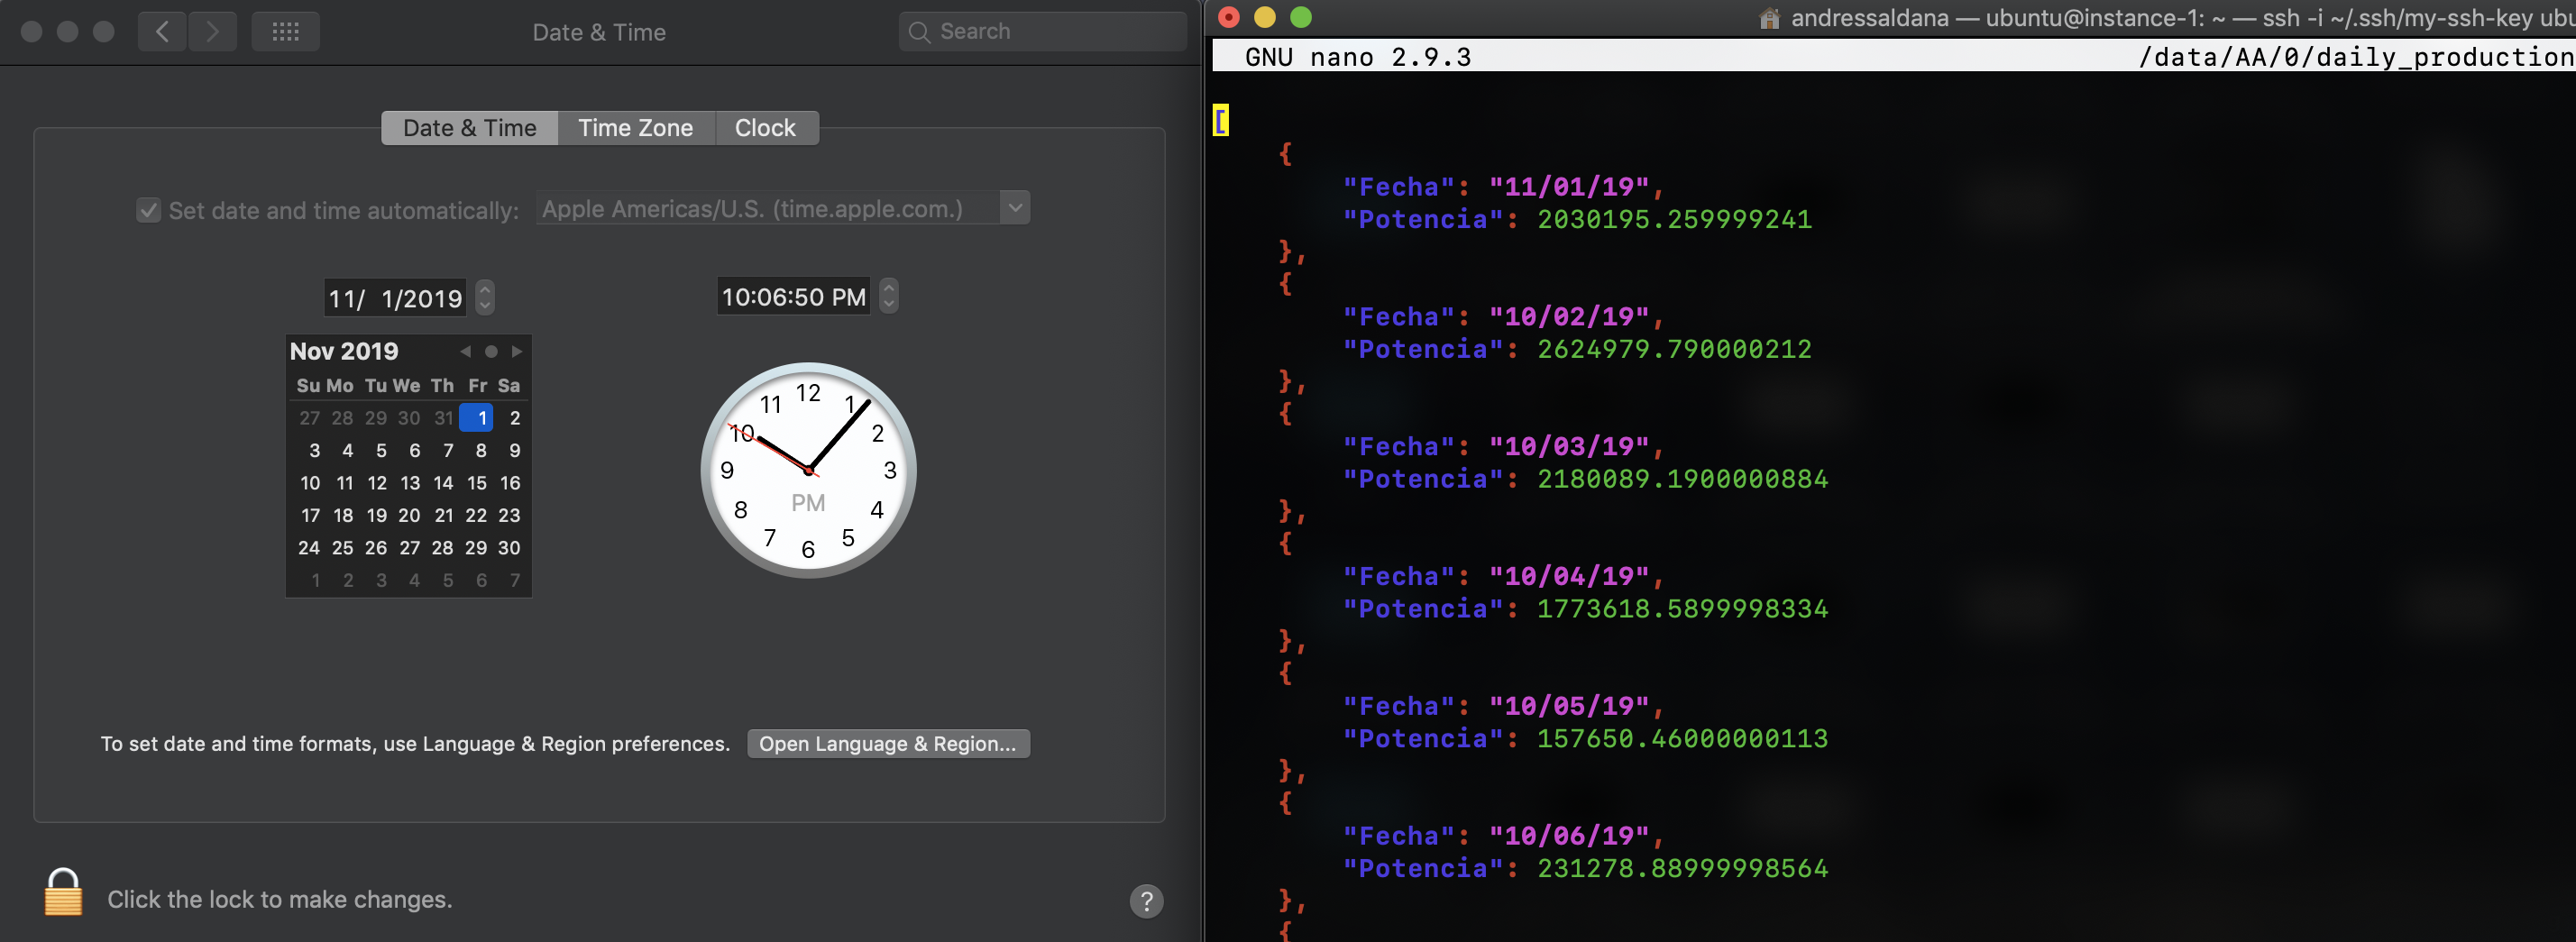 Date & Time
Search
Date & Time
Time Zone
Clock
Set date and time automatically:
Apple Americas/U.S. (time.apple.com.)
11/ 1/2019
10:06:50 PM
Nov 2019
Su Mo Tu We Th Fr Sa
27 28 29 30 31 1 2
3 4 5 6 7 8 9
10 11 12 13 14 15 16
17 18 19 20 21 22 23
24 25 26 27 28 29 30
1 2 3 4 5 6 7
12
1
2
3
4
5
6
7
8
9
10
11
PM
To set date and time formats, use Language & Region preferences.
Open Language & Region...
Click the lock to make changes.
?
andressaldana — ubuntu@instance-1: ~ — ssh -i ~/.ssh/my-ssh-key ubu
GNU nano 2.9.3
/data/AA/0/daily_production
[
{
"Fecha": "11/01/19",
"Potencia": 2030195.259999241
},
{
"Fecha": "10/02/19",
"Potencia": 2624979.790000212
},
{
"Fecha": "10/03/19",
"Potencia": 2180089.1900000884
},
{
"Fecha": "10/04/19",
"Potencia": 1773618.5899998334
},
{
"Fecha": "10/05/19",
"Potencia": 157650.46000000113
},
{
"Fecha": "10/06/19",
"Potencia": 231278.88999998564
},
{